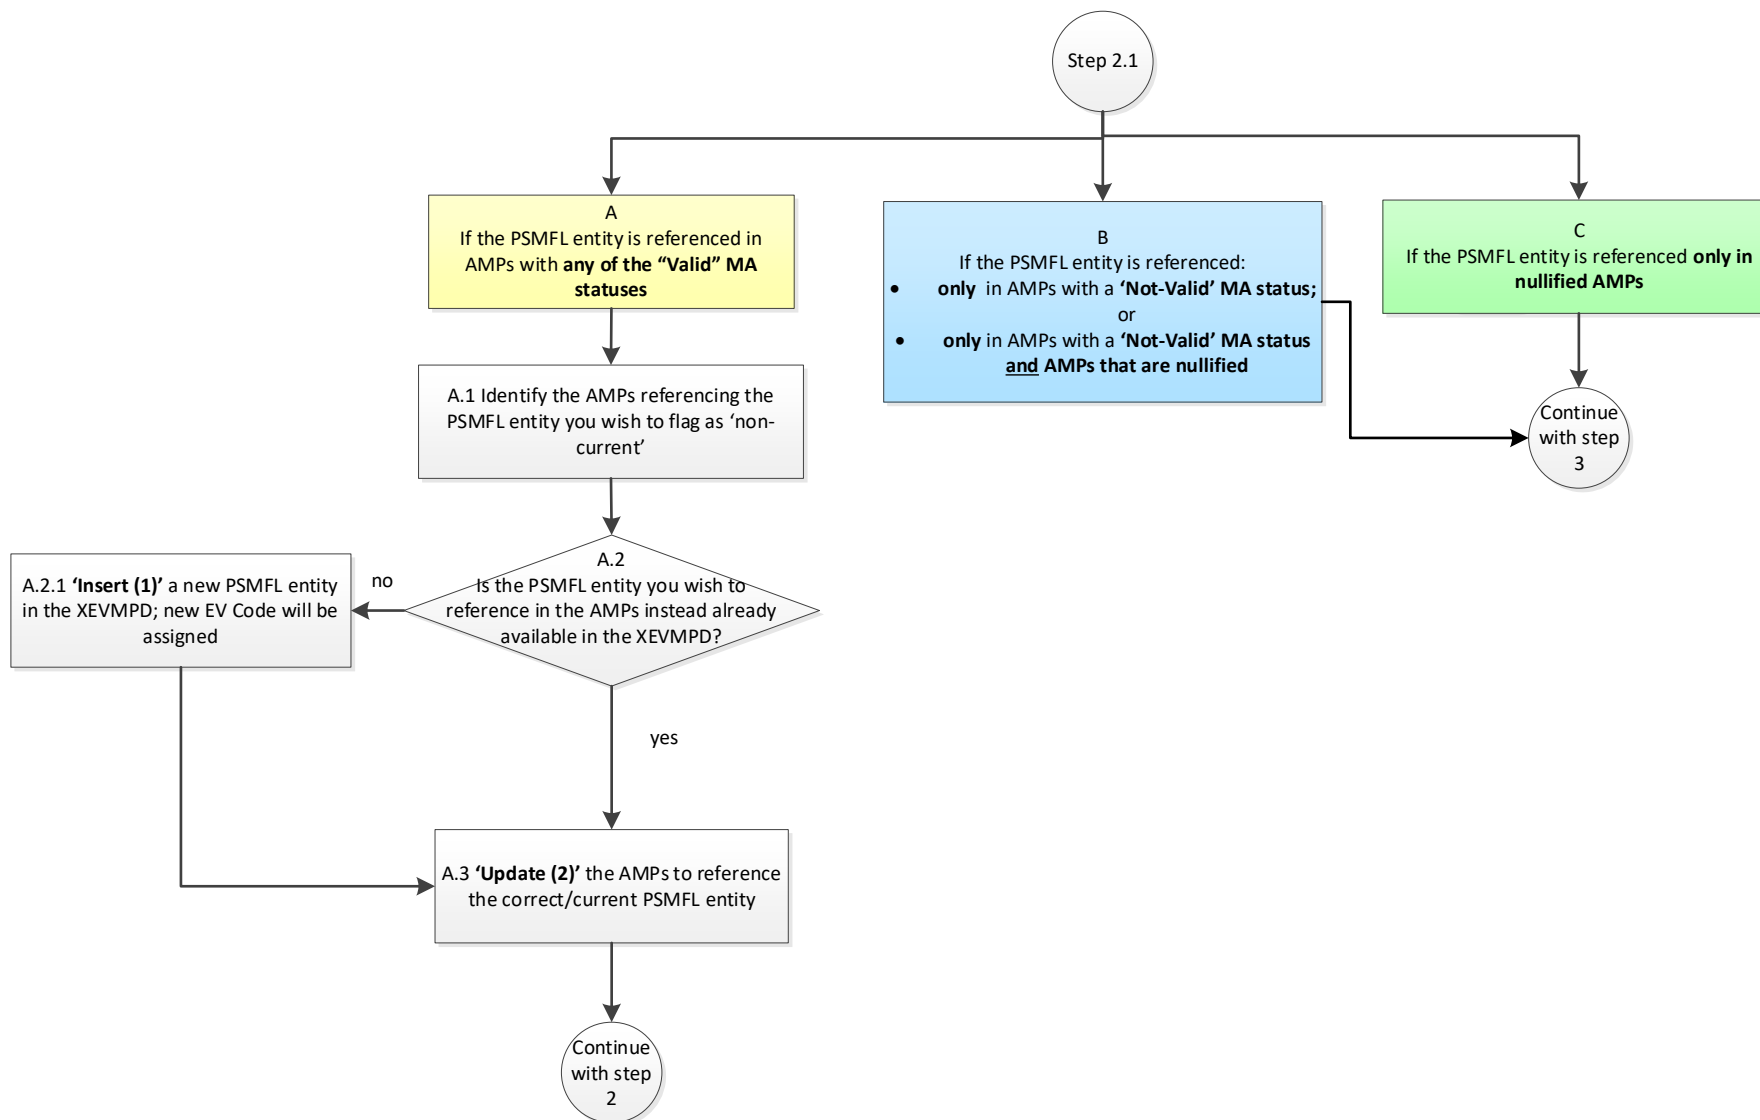 Step 2.1
A
If the PSMFL entity is referenced in
AMPs with any of the “Valid” MA
statuses
B
If the PSMFL entity is referenced:
• only in AMPs with a ‘Not-Valid’ MA status;
or
• only in AMPs with a ‘Not-Valid’ MA status
and AMPs that are nullified
C
If the PSMFL entity is referenced only in
nullified AMPs
A.1 Identify the AMPs referencing the
PSMFL entity you wish to flag as ‘non-
current’
Continue
with step
3
A.2
Is the PSMFL entity you wish to
reference in the AMPs instead already
available in the XEVMPD?
no
A.2.1 ‘Insert (1)’ a new PSMFL entity
in the XEVMPD; new EV Code will be
assigned
yes
A.3 ‘Update (2)’ the AMPs to reference
the correct/current PSMFL entity
Continue
with step
2